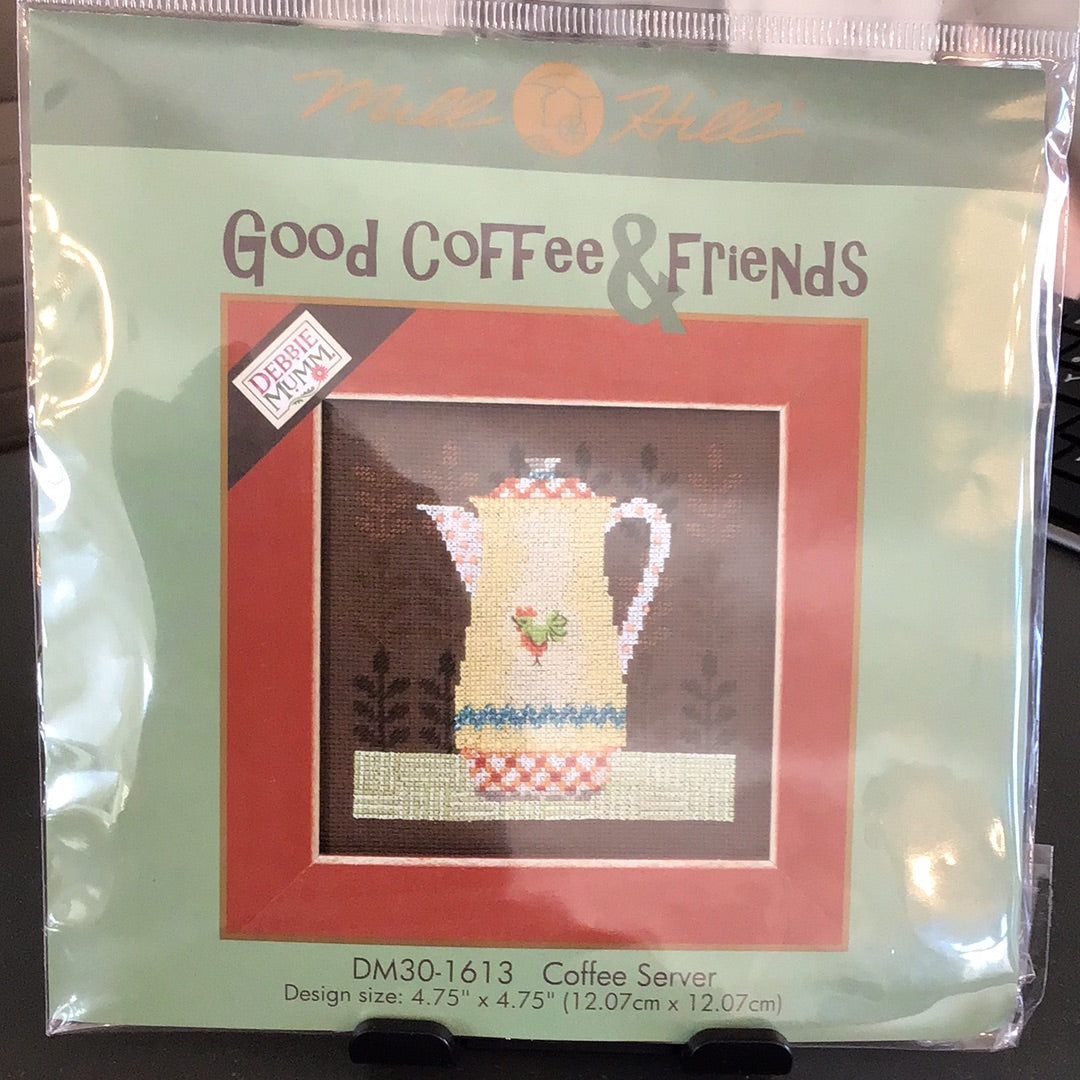 Mill Hill
Good Coffee & Friends
DEBBIE
MUMM
DM30-1613 Coffee Server
Design size: 4.75" x 4.75" (12.07cm x 12.07cm)